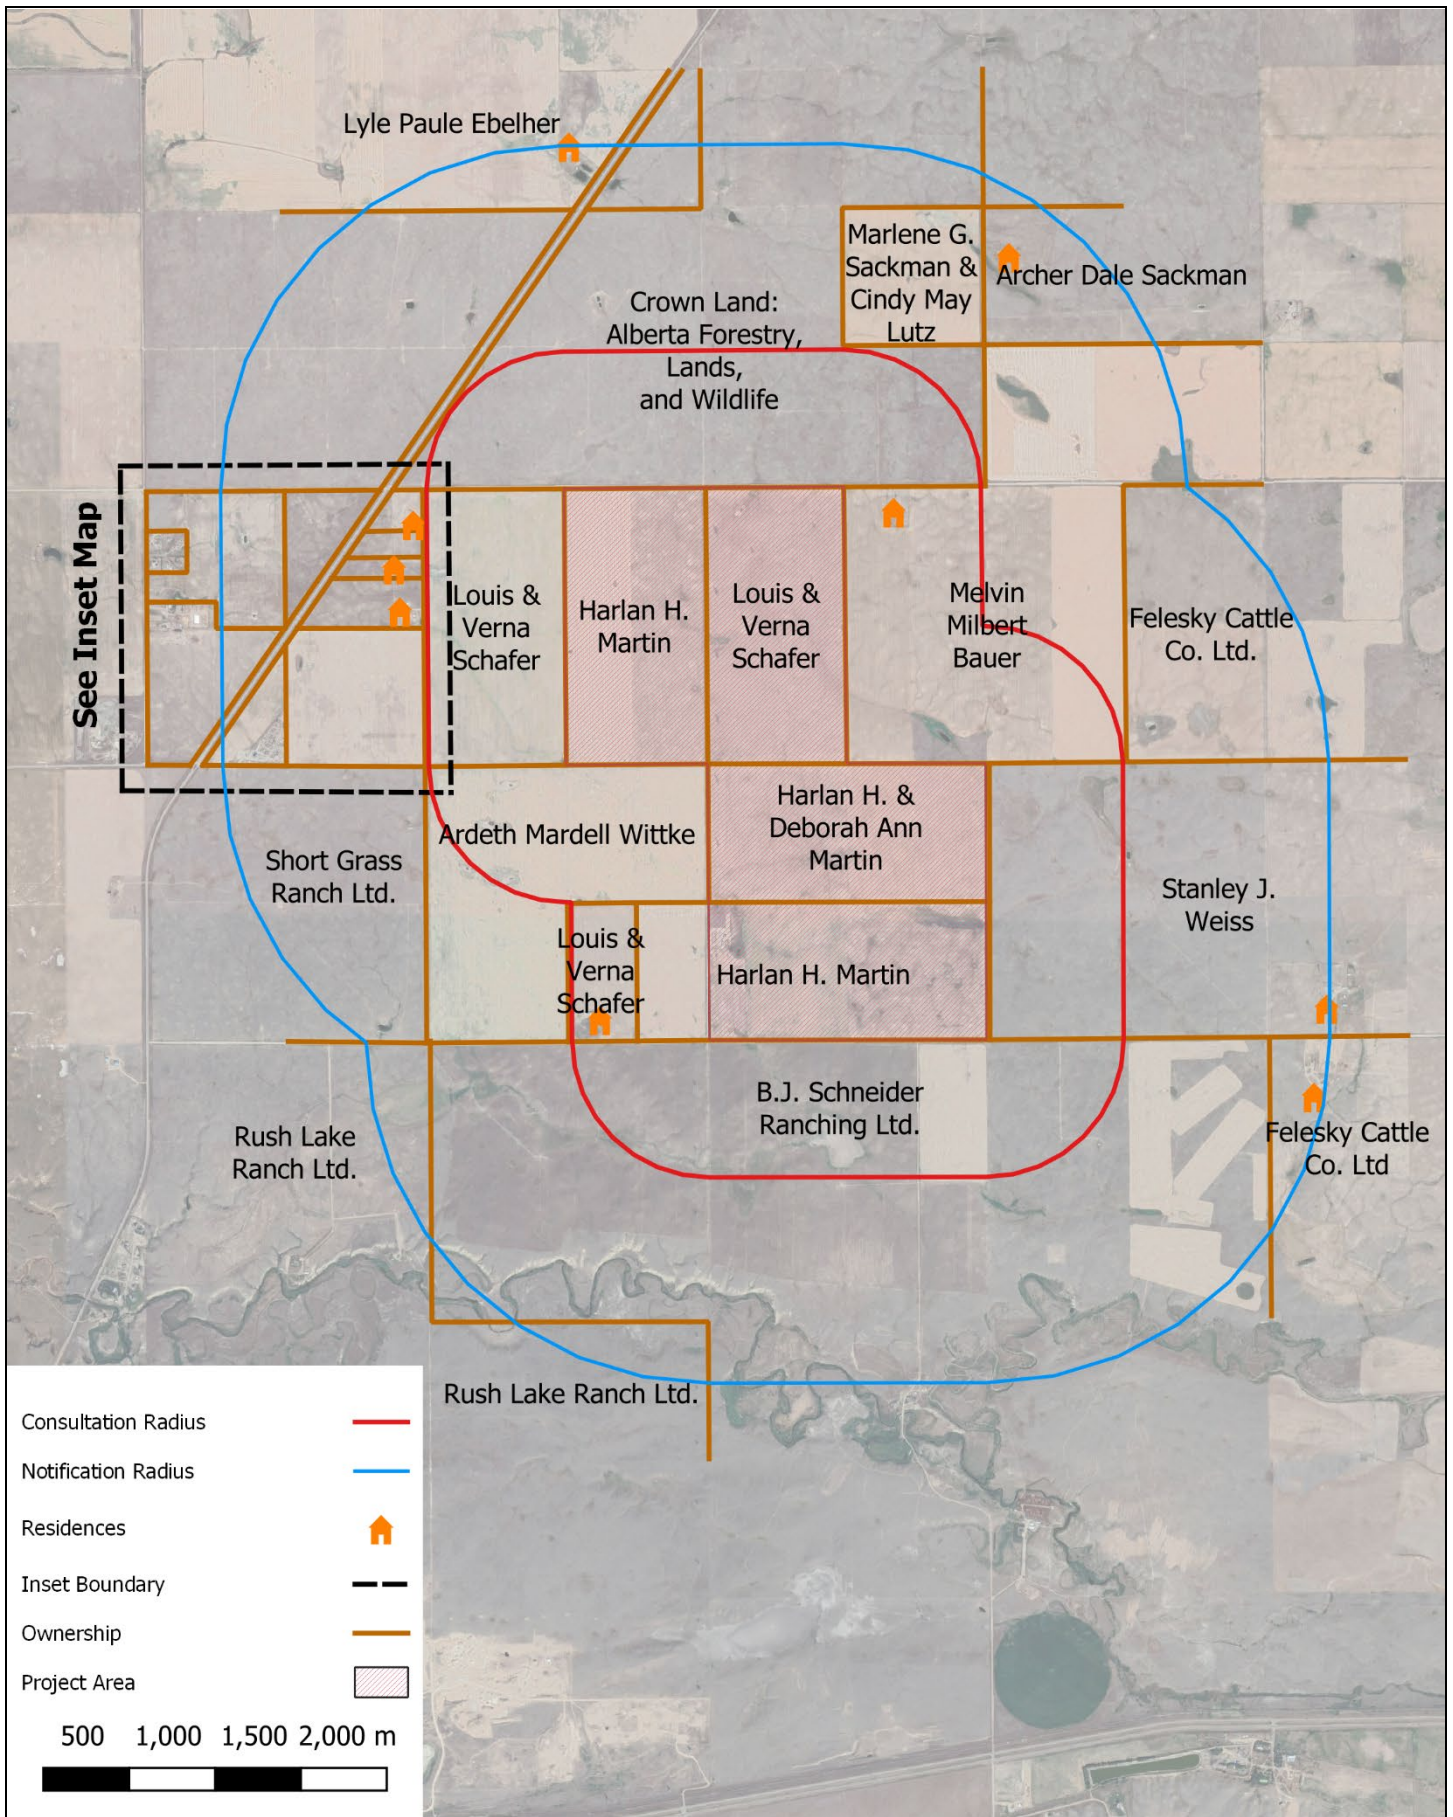 Lyle Paule Ebelher
Marlene G.
Sackman &
Cindy May
Lutz
Archer Dale Sackman
Crown Land:
Alberta Forestry,
Lands,
and Wildlife
See Inset Map
Louis &
Verna
Schafer
Harlan H.
Martin
Louis &
Verna
Schafer
Melvin
Milbert
Bauer
Felesky Cattle
Co. Ltd.
Short Grass
Ranch Ltd.
Ardeth Mardell Wittke
Harlan H. &
Deborah Ann
Martin
Stanley J.
Weiss
Louis &
Verna
Schafer
Harlan H. Martin
Rush Lake
Ranch Ltd.
B.J. Schneider
Ranching Ltd.
Felesky Cattle
Co. Ltd
Rush Lake Ranch Ltd.
Consultation Radius
Notification Radius
Residences
Inset Boundary
Ownership
Project Area
500 1,000 1,500 2,000 m